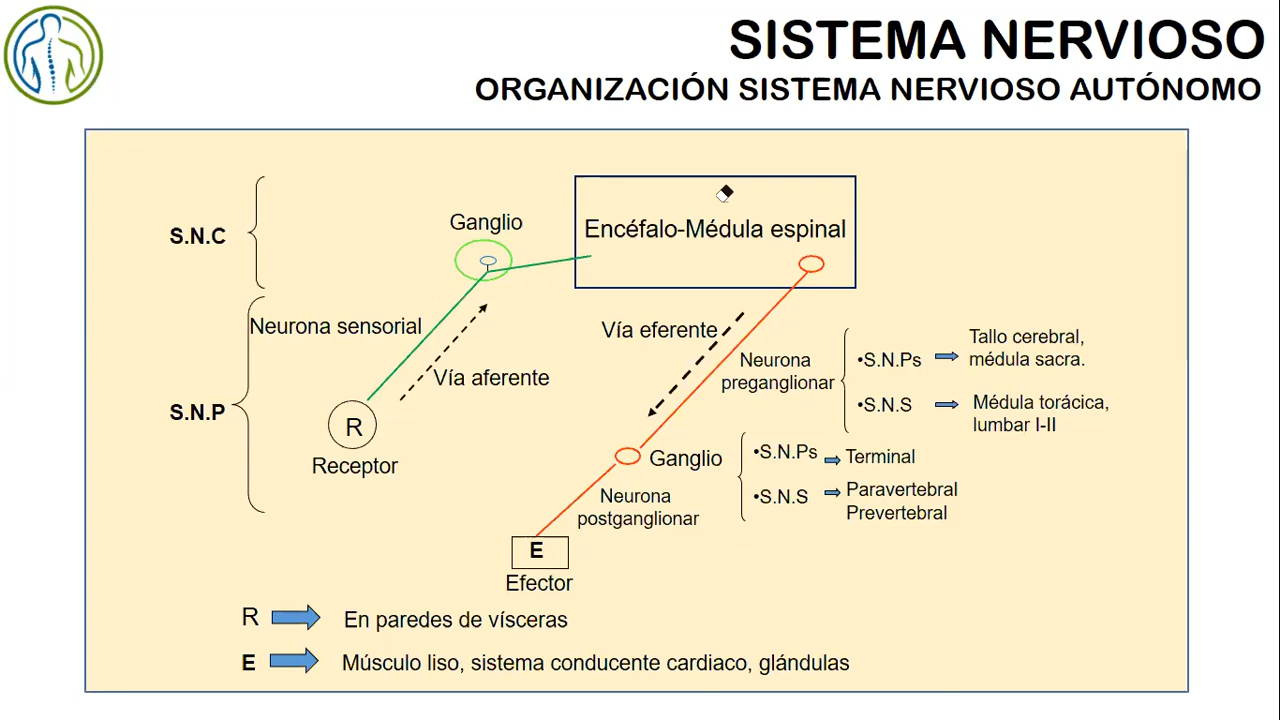 SISTEMA NERVIOSO
ORGANIZACIÓN SISTEMA NERVIOSO AUTÓNOMO
S.N.C
Ganglio
Encéfalo-Médula espinal
Neurona sensorial
Vía aferente
S.N.P
R
Receptor
Vía eferente
Neurona
preganglionar
•S.N.Ps
Tallo cerebral,
médula sacra.
•S.N.S
Médula torácica,
lumbar I-II
Ganglio
•S.N.Ps
Terminal
•S.N.S
Paravertebral
Prevertebral
Neurona
postganglionar
E
Efector
R
En paredes de vísceras
E
Músculo liso, sistema conducente cardiaco, glándulas